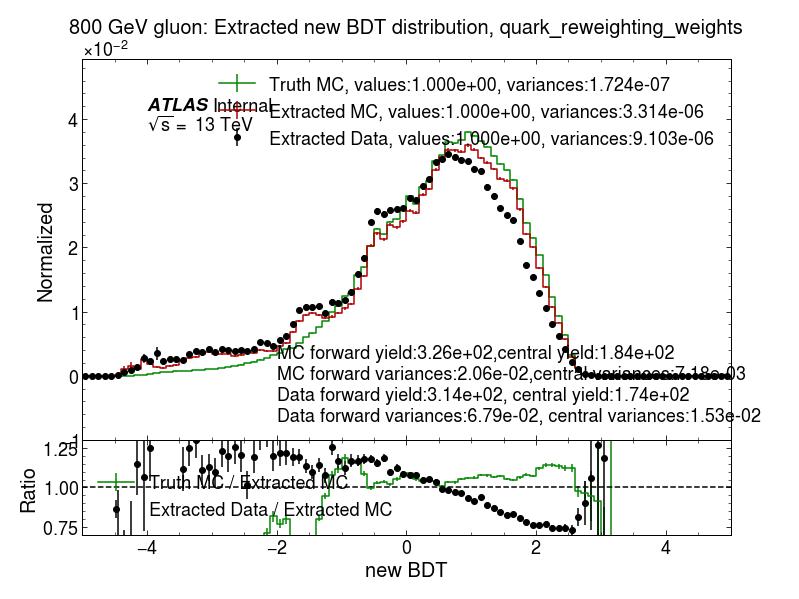 800 GeV gluon: Extracted new BDT distribution, quark_reweighting_weights
×10⁻²
Truth MC, values:1.000e+00, variances:1.724e-07
ATLAS Internal
Extracted MC, values:1.000e+00, variances:3.314e-06
√s = 13 TeV
Extracted Data, values:1.000e+00, variances:9.103e-06
4
3
2
1
0
−1
Normalized
MC forward yield:3.26e+02,central yield:1.84e+02
MC forward variances:2.06e-02,central variances:7.18e-03
Data forward yield:3.14e+02, central yield:1.74e+02
Data forward variances:6.79e-02, central variances:1.53e-02
1.25
1.00
0.75
Ratio
Truth MC / Extracted MC
Extracted Data / Extracted MC
−4 −2 0 2 4
new BDT